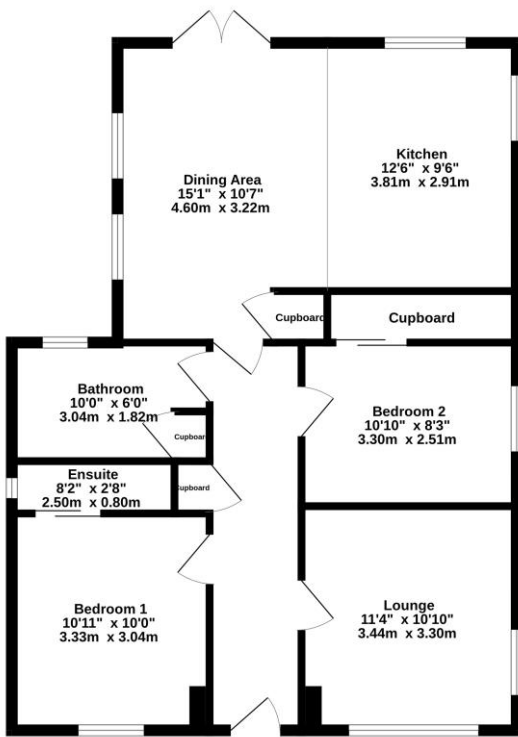 Kitchen
12'6" x 9'6"
3.81m x 2.91m
Dining Area
15'1" x 10'7"
4.60m x 3.22m
Cupboard
Cupboard
Bathroom
10'0" x 6'0"
3.04m x 1.82m
Cupboard
Bedroom 2
10'10" x 8'3"
3.30m x 2.51m
Ensuite
8'2" x 2'8"
2.50m x 0.80m
Cupboard
Bedroom 1
10'11" x 10'0"
3.33m x 3.04m
Lounge
11'4" x 10'10"
3.44m x 3.30m